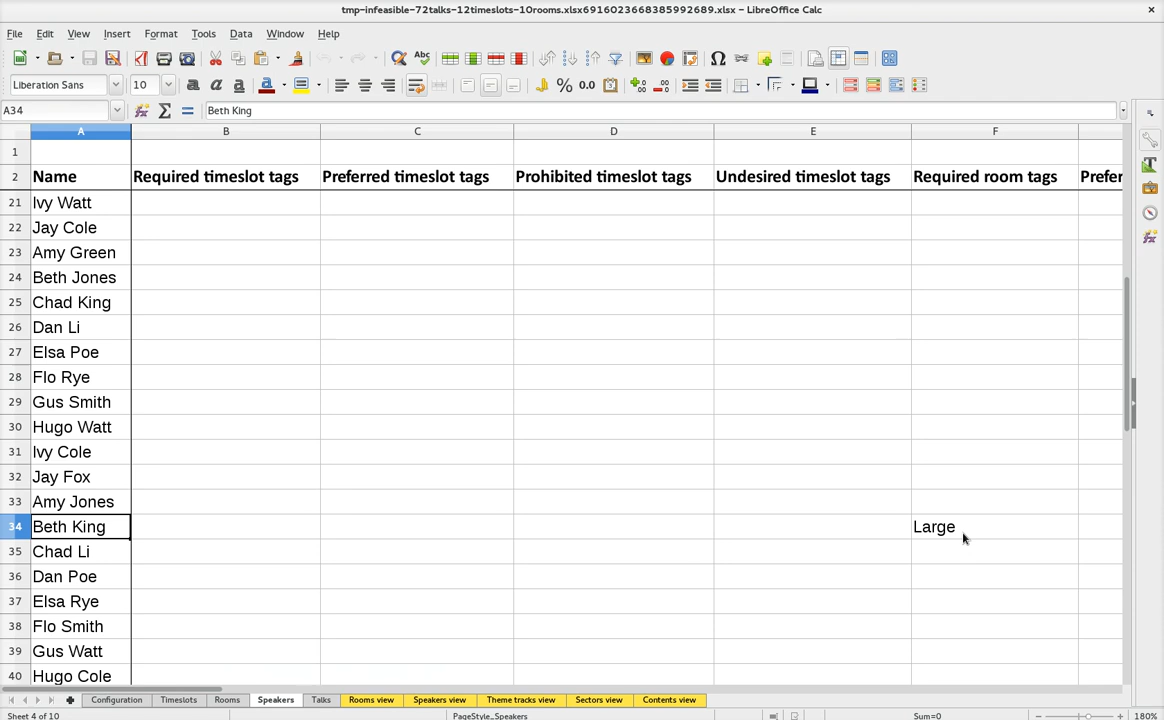 tmp-infeasible-72talks-12timeslots-10rooms.xlsx6916023668385992689.xlsx - LibreOffice Calc
File Edit View Insert Format Tools Data Window Help
Liberation Sans 10
A34 Beth King
A B C D E F
1
2 Name Required timeslot tags Preferred timeslot tags Prohibited timeslot tags Undesired timeslot tags Required room tags Prefer
21 Ivy Watt
22 Jay Cole
23 Amy Green
24 Beth Jones
25 Chad King
26 Dan Li
27 Elsa Poe
28 Flo Rye
29 Gus Smith
30 Hugo Watt
31 Ivy Cole
32 Jay Fox
33 Amy Jones
34 Beth King Large
35 Chad Li
36 Dan Poe
37 Elsa Rye
38 Flo Smith
39 Gus Watt
40 Hugo Cole
Configuration Timeslots Rooms Speakers Talks Rooms view Speakers view Theme tracks view Sectors view Contents view
Sheet 4 of 10 PageStyle_Speakers Sum=0 180%